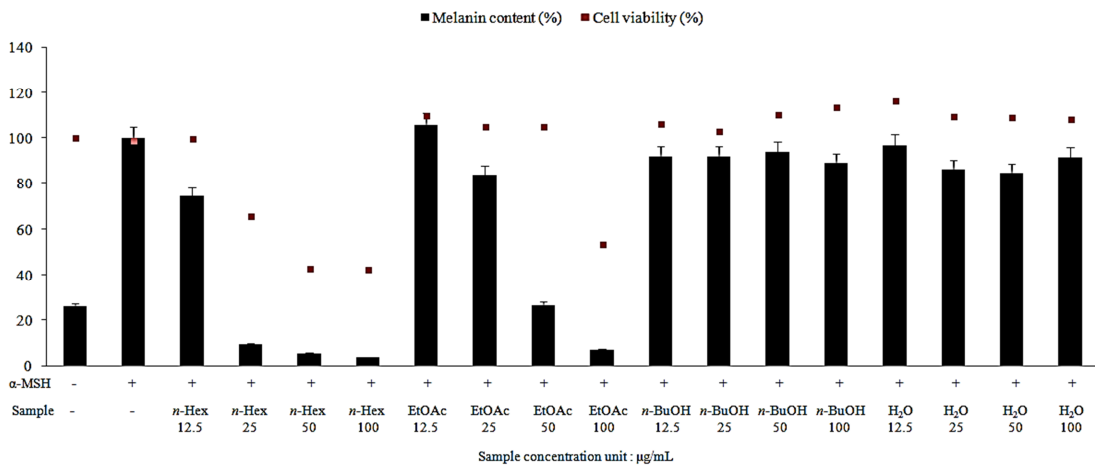 Melanin content (%) Cell viability (%)
140
120
100
80
60
40
20
0
α-MSH - + + + + + + + + + + + + + + + + +
Sample - - n-Hex n-Hex n-Hex n-Hex EtOAc EtOAc EtOAc EtOAc n-BuOH n-BuOH n-BuOH n-BuOH H₂O H₂O H₂O H₂O
12.5 25 50 100 12.5 25 50 100 12.5 25 50 100 12.5 25 50 100
Sample concentration unit : μg/mL